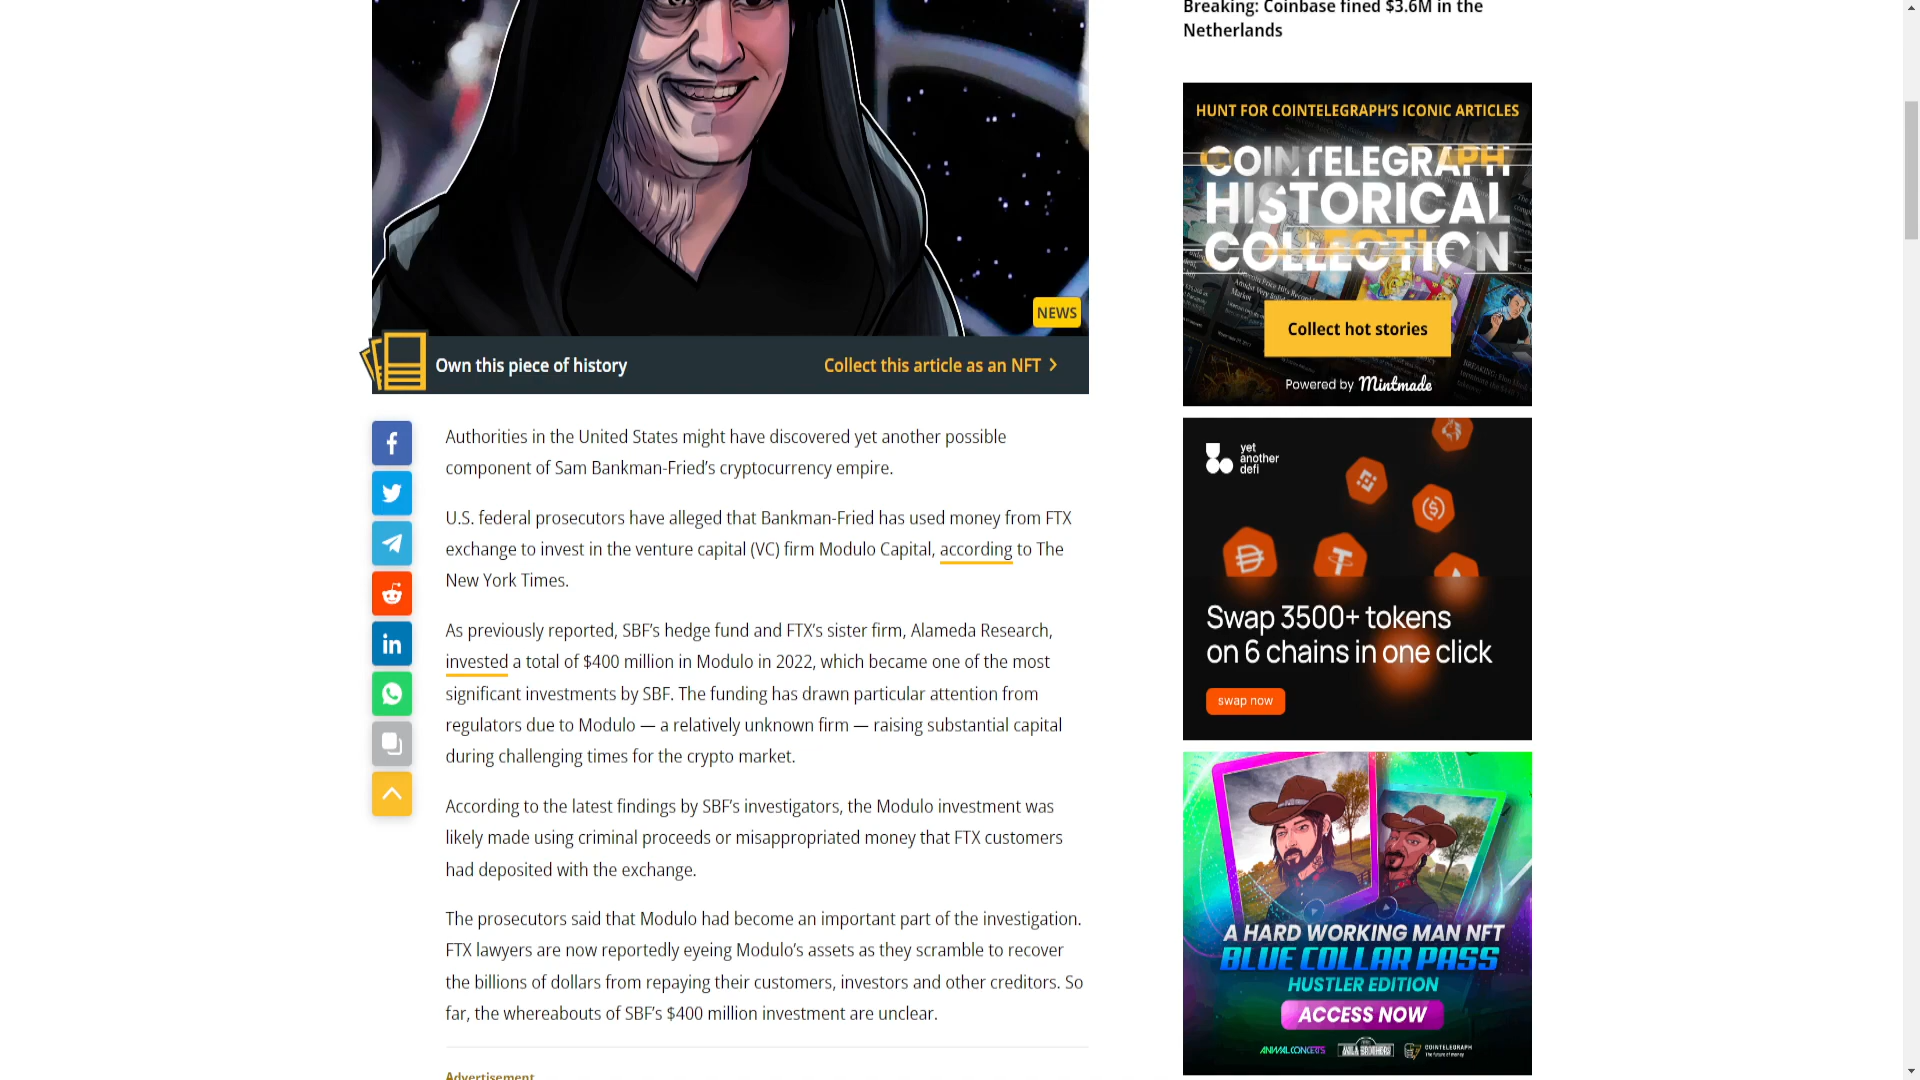 Breaking: Coinbase fined $3.6M in the
Netherlands
NEWS
Own this piece of history
Collect this article as an NFT
Authorities in the United States might have discovered yet another possible
component of Sam Bankman-Fried’s cryptocurrency empire.
U.S. federal prosecutors have alleged that Bankman-Fried has used money from FTX
exchange to invest in the venture capital (VC) firm Modulo Capital, according to The
New York Times.
As previously reported, SBF’s hedge fund and FTX’s sister firm, Alameda Research,
invested a total of $400 million in Modulo in 2022, which became one of the most
significant investments by SBF. The funding has drawn particular attention from
regulators due to Modulo — a relatively unknown firm — raising substantial capital
during challenging times for the crypto market.
According to the latest findings by SBF’s investigators, the Modulo investment was
likely made using criminal proceeds or misappropriated money that FTX customers
had deposited with the exchange.
The prosecutors said that Modulo had become an important part of the investigation.
FTX lawyers are now reportedly eyeing Modulo’s assets as they scramble to recover
the billions of dollars from repaying their customers, investors and other creditors. So
far, the whereabouts of SBF’s $400 million investment are unclear.
Advertisement
HUNT FOR COINTELEGRAPH’S ICONIC ARTICLES
COINTELEGRAPH
HISTORICAL
COLLECTION
Collect hot stories
Powered by Mintmade
yet
another
defi
Swap 3500+ tokens
on 6 chains in one click
swap now
A HARD WORKING MAN NFT
BLUE COLLAR PASS
HUSTLER EDITION
ACCESS NOW
ANIMAL CONCERTS
AVILA BROTHERS
COINTELEGRAPH
The future of money